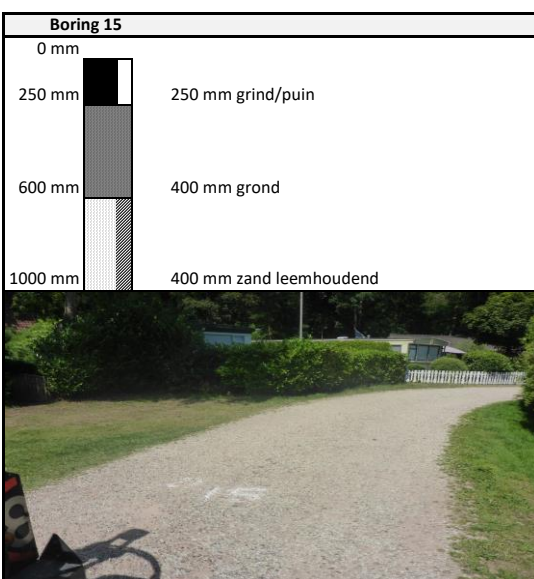 Boring 15
0 mm
250 mm 250 mm grind/puin
600 mm 400 mm grond
1000 mm 400 mm zand leemhoudend